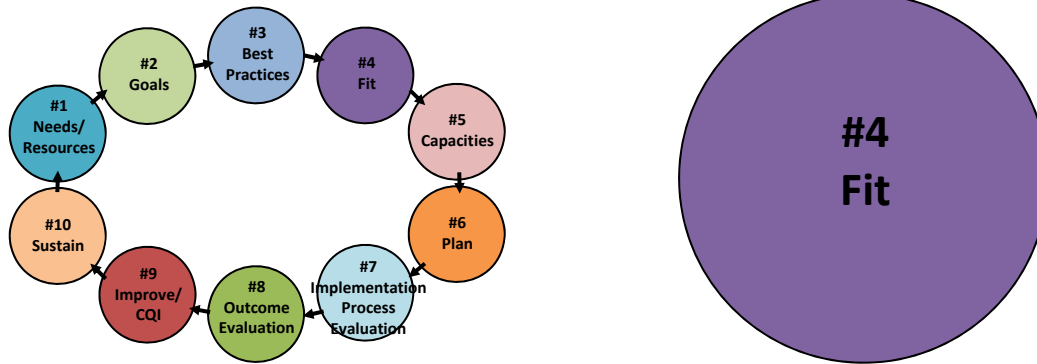 #1
Needs/
Resources
#2
Goals
#3
Best
Practices
#4
Fit
#5
Capacities
#6
Plan
#7
Implementation
Process
Evaluation
#8
Outcome
Evaluation
#9
Improve/
CQI
#10
Sustain
#4
Fit